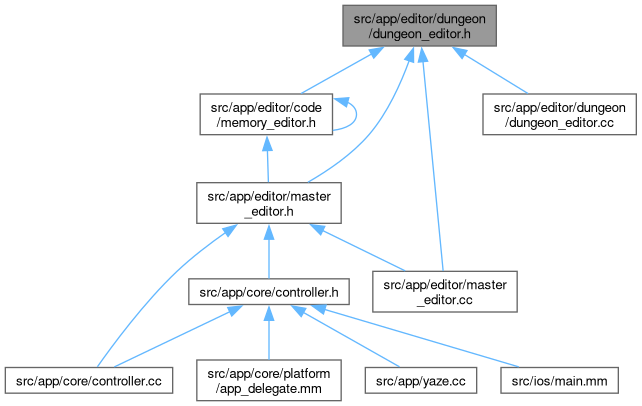 src/app/editor/dungeon
/dungeon_editor.h
src/app/editor/code
/memory_editor.h
src/app/editor/dungeon
/dungeon_editor.cc
src/app/editor/master
_editor.h
src/app/core/controller.h
src/app/editor/master
_editor.cc
src/app/core/controller.cc
src/app/core/platform
/app_delegate.mm
src/app/yaze.cc
src/ios/main.mm